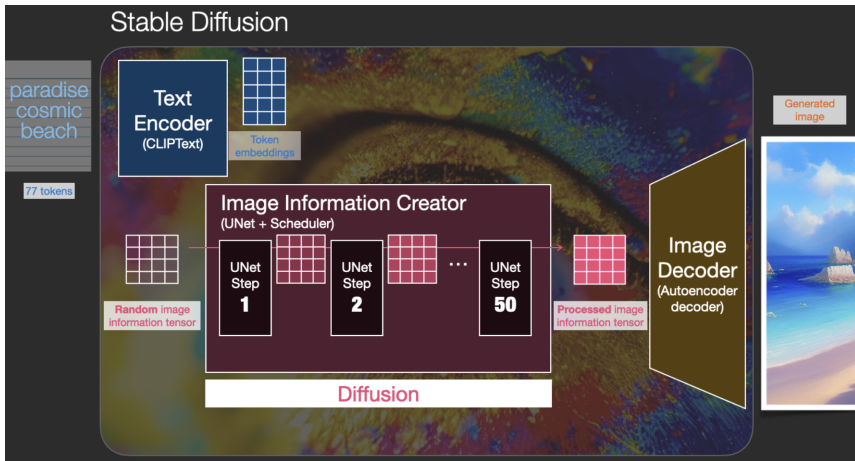 Stable Diffusion
paradise
cosmic
beach
77 tokens
Text
Encoder
(CLIPText)
Token
embeddings
Generated
image
Image Information Creator
(UNet + Scheduler)
UNet
Step
1
UNet
Step
2
...
UNet
Step
50
Random image
information tensor
Processed image
information tensor
Image
Decoder
(Autoencoder
decoder)
Diffusion